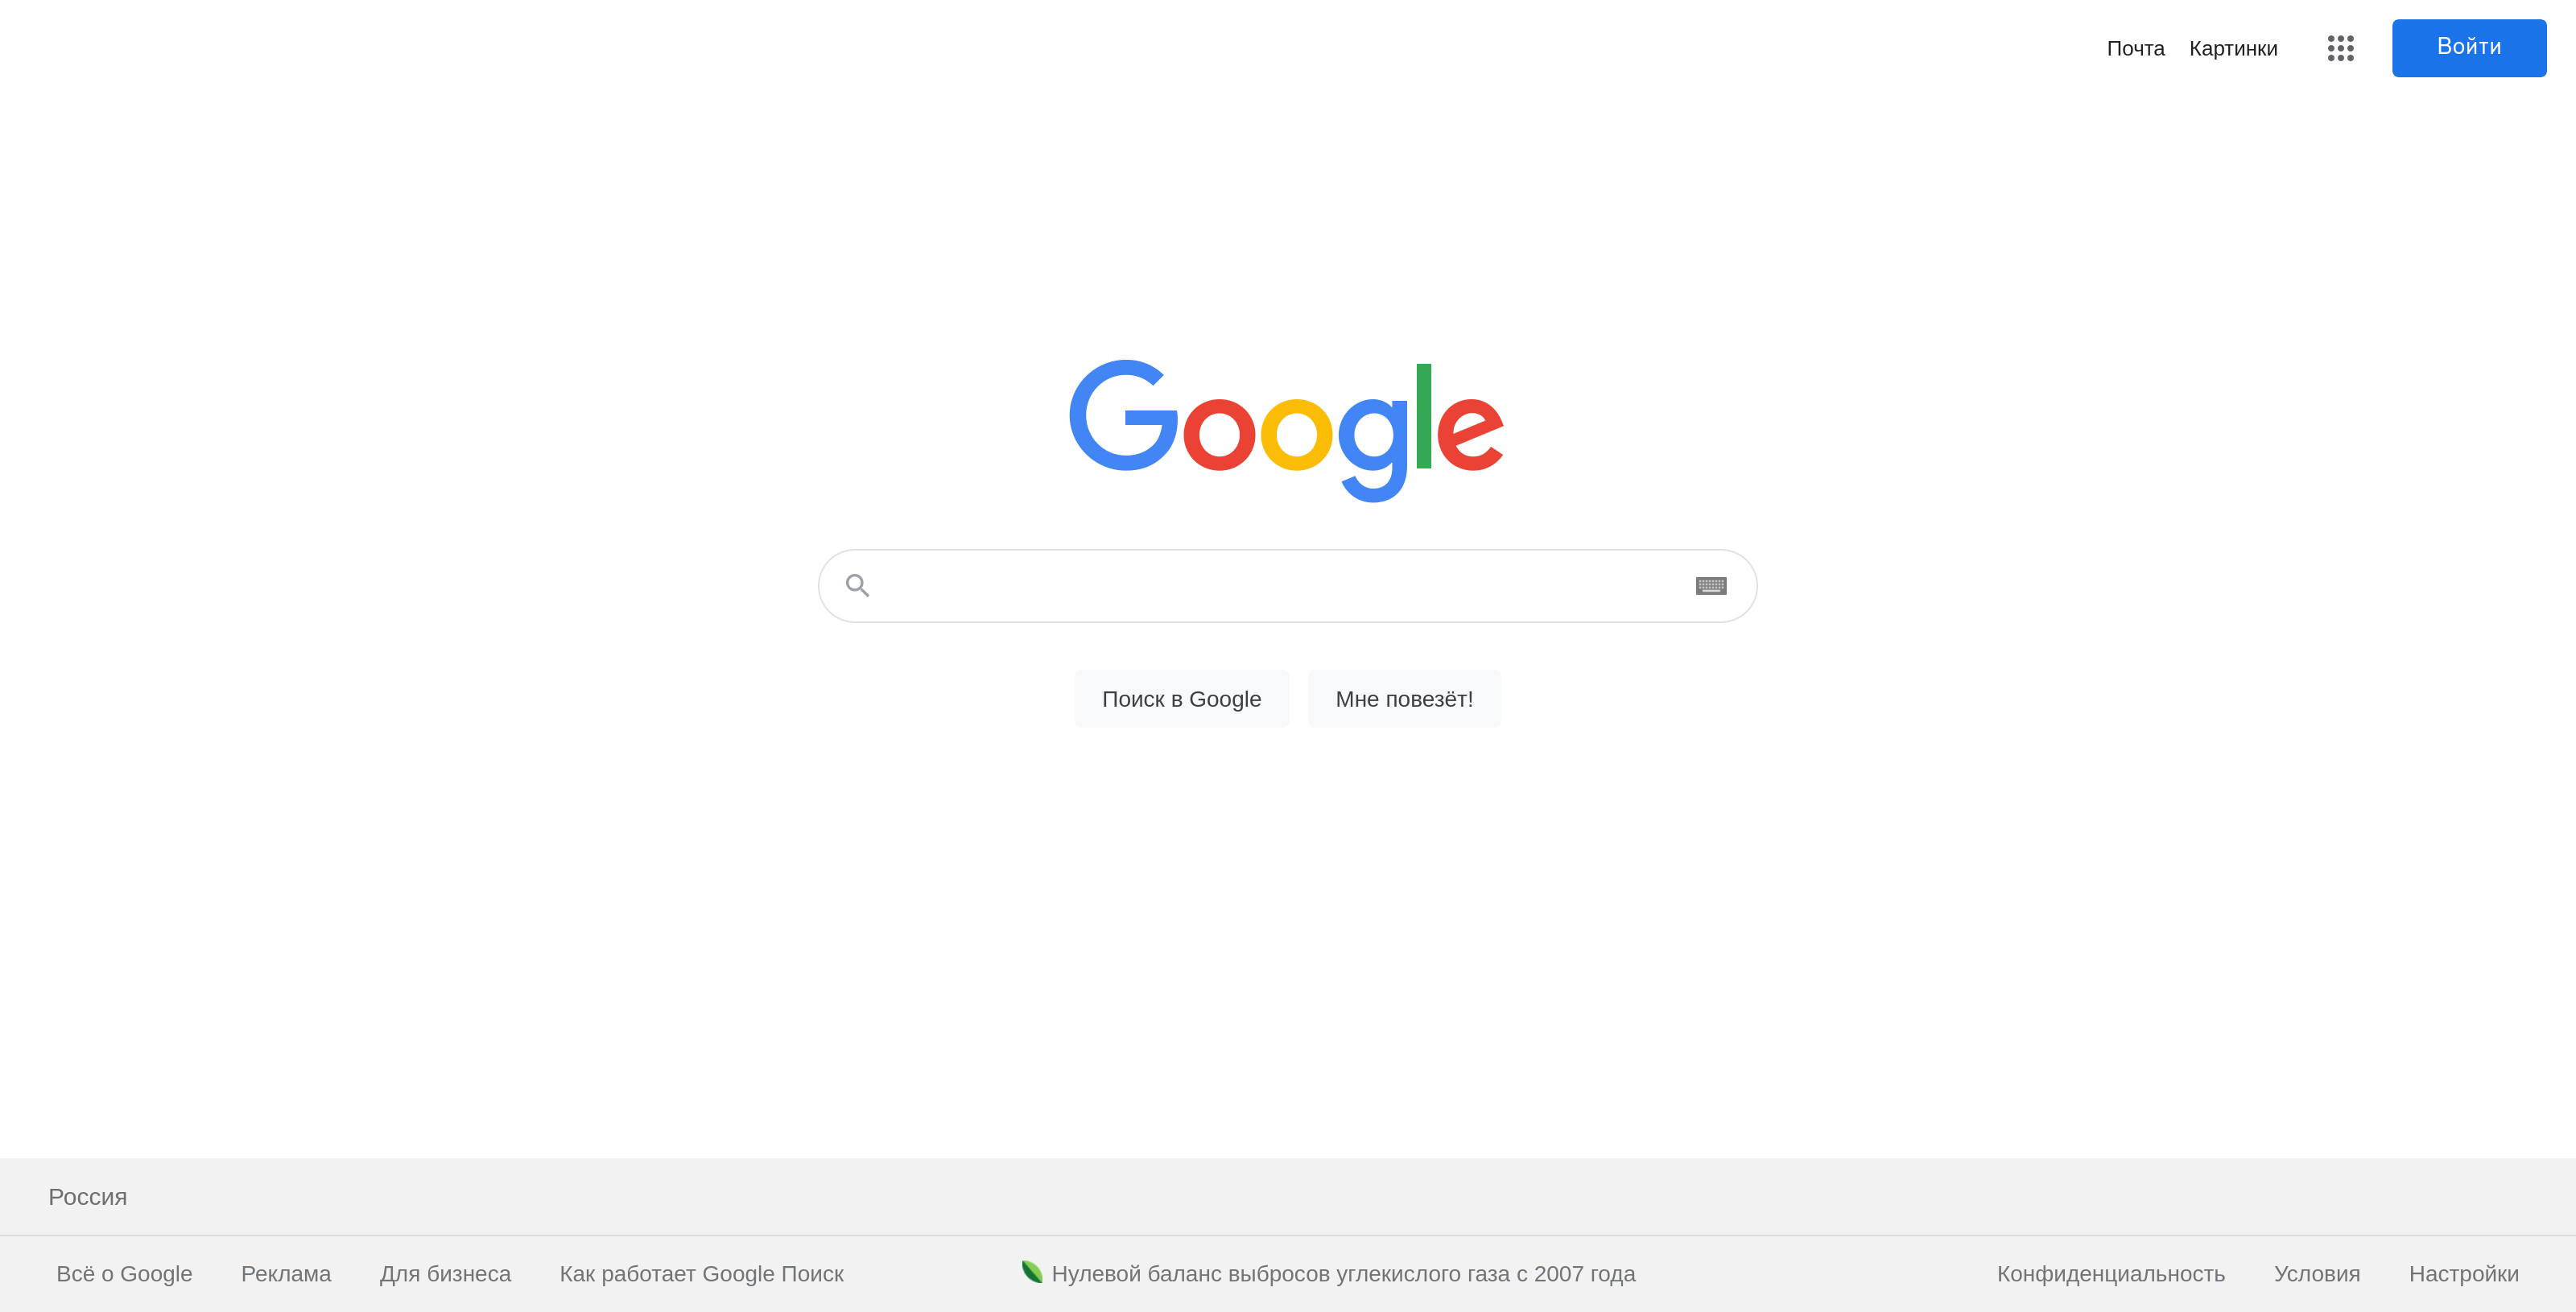 Почта Картинки Войти
Google
Поиск в Google Мне повезёт!
Россия
Всё о Google Реклама Для бизнеса Как работает Google Поиск Нулевой баланс выбросов углекислого газа с 2007 года Конфиденциальность Условия Настройки